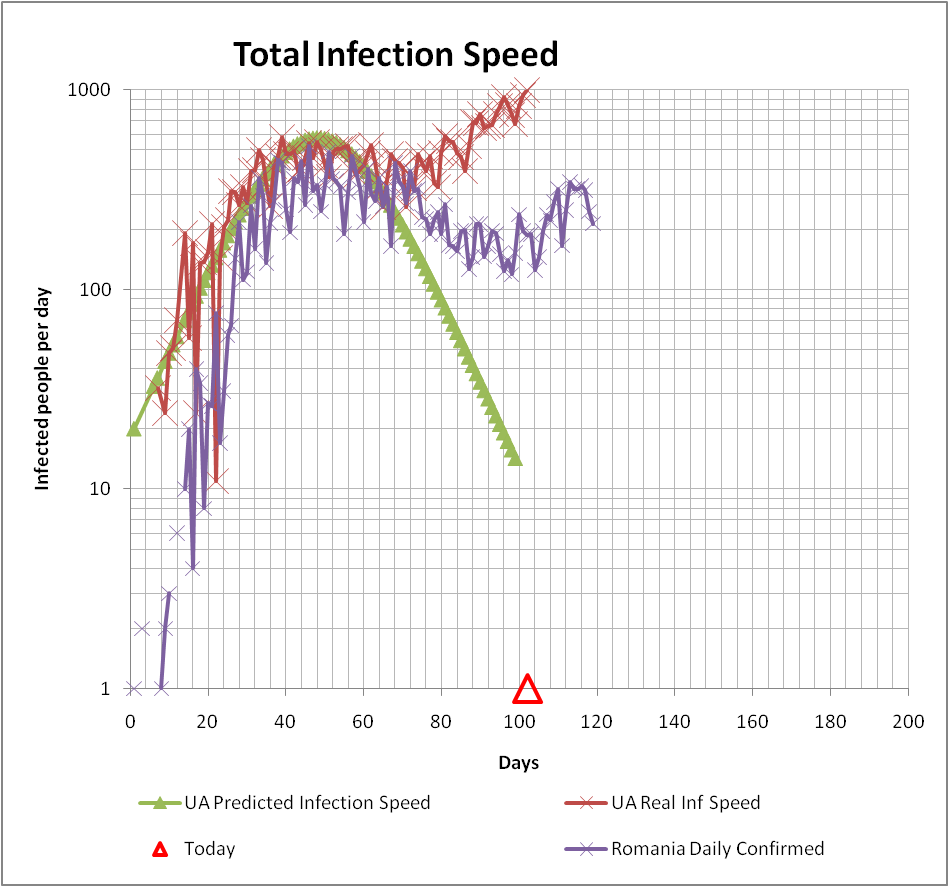 Total Infection Speed
1000
100
10
1
Infected people per day
0 20 40 60 80 100 120 140 160 180 200
Days
UA Predicted Infection Speed
UA Real Inf Speed
Today
Romania Daily Confirmed